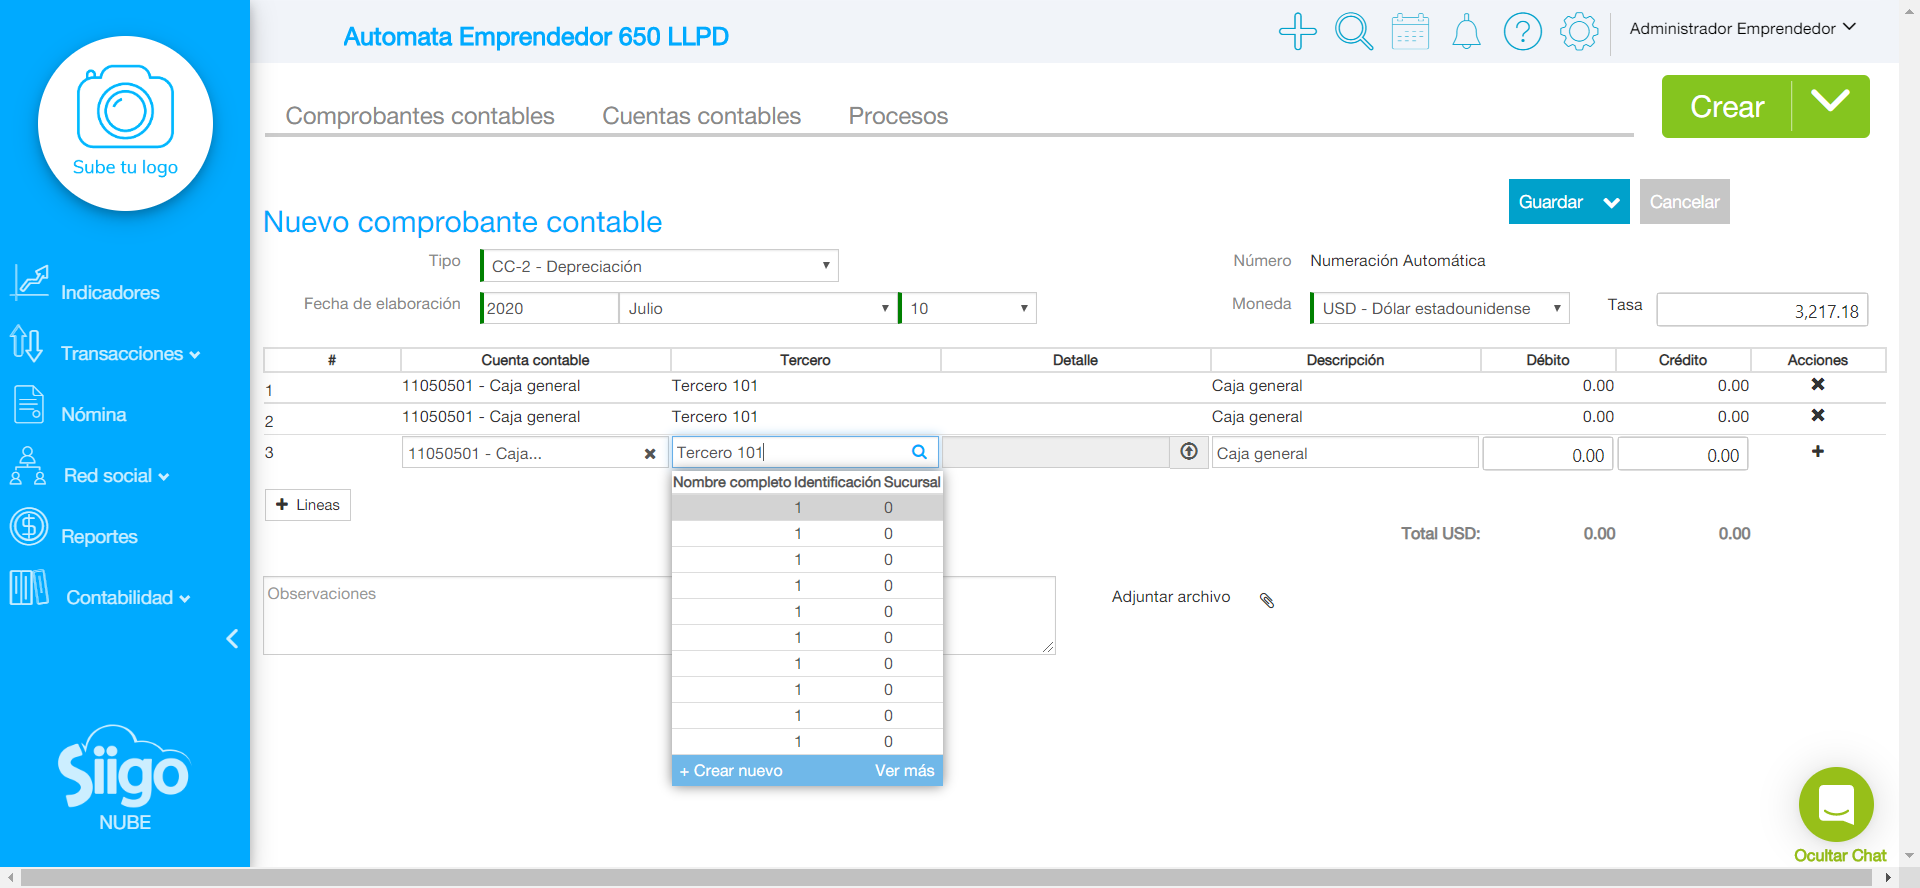 Automata Emprendedor 650 LLPD
Administrador Emprendedor
Sube tu logo
Comprobantes contables Cuentas contables Procesos
Crear
Guardar Cancelar
Nuevo comprobante contable
Tipo CC-2 - Depreciación Número Numeración Automática
Fecha de elaboración 2020 Julio 10 Moneda USD - Dólar estadounidense Tasa 3,217.18
Indicadores
Transacciones
Nómina
Red social
Reportes
Contabilidad
Siigo
NUBE
# Cuenta contable Tercero Detalle Descripción Débito Crédito Acciones
1 11050501 - Caja general Tercero 101 Caja general 0.00 0.00
2 11050501 - Caja general Tercero 101 Caja general 0.00 0.00
3 11050501 - Caja... Tercero 101 Caja general 0.00 0.00
Nombre completo Identificación Sucursal
1 0
1 0
1 0
1 0
1 0
1 0
1 0
1 0
1 0
1 0
+ Crear nuevo Ver más
Lineas
Total USD: 0.00 0.00
Observaciones
Adjuntar archivo
Ocultar Chat